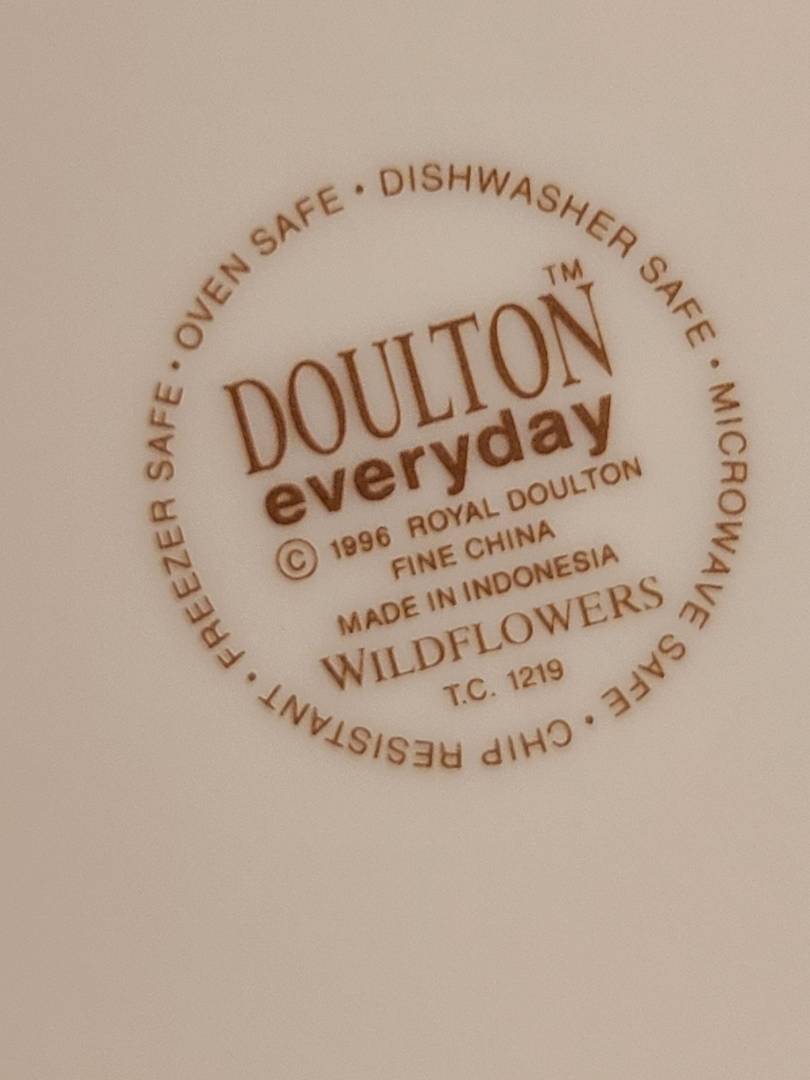 DOULTON™
everyday
© 1996 ROYAL DOULTON
FINE CHINA
MADE IN INDONESIA
WILDFLOWERS
T.C. 1219
DISHWASHER SAFE • MICROWAVE SAFE • CHIP RESISTANT • FREEZER SAFE • OVEN SAFE •